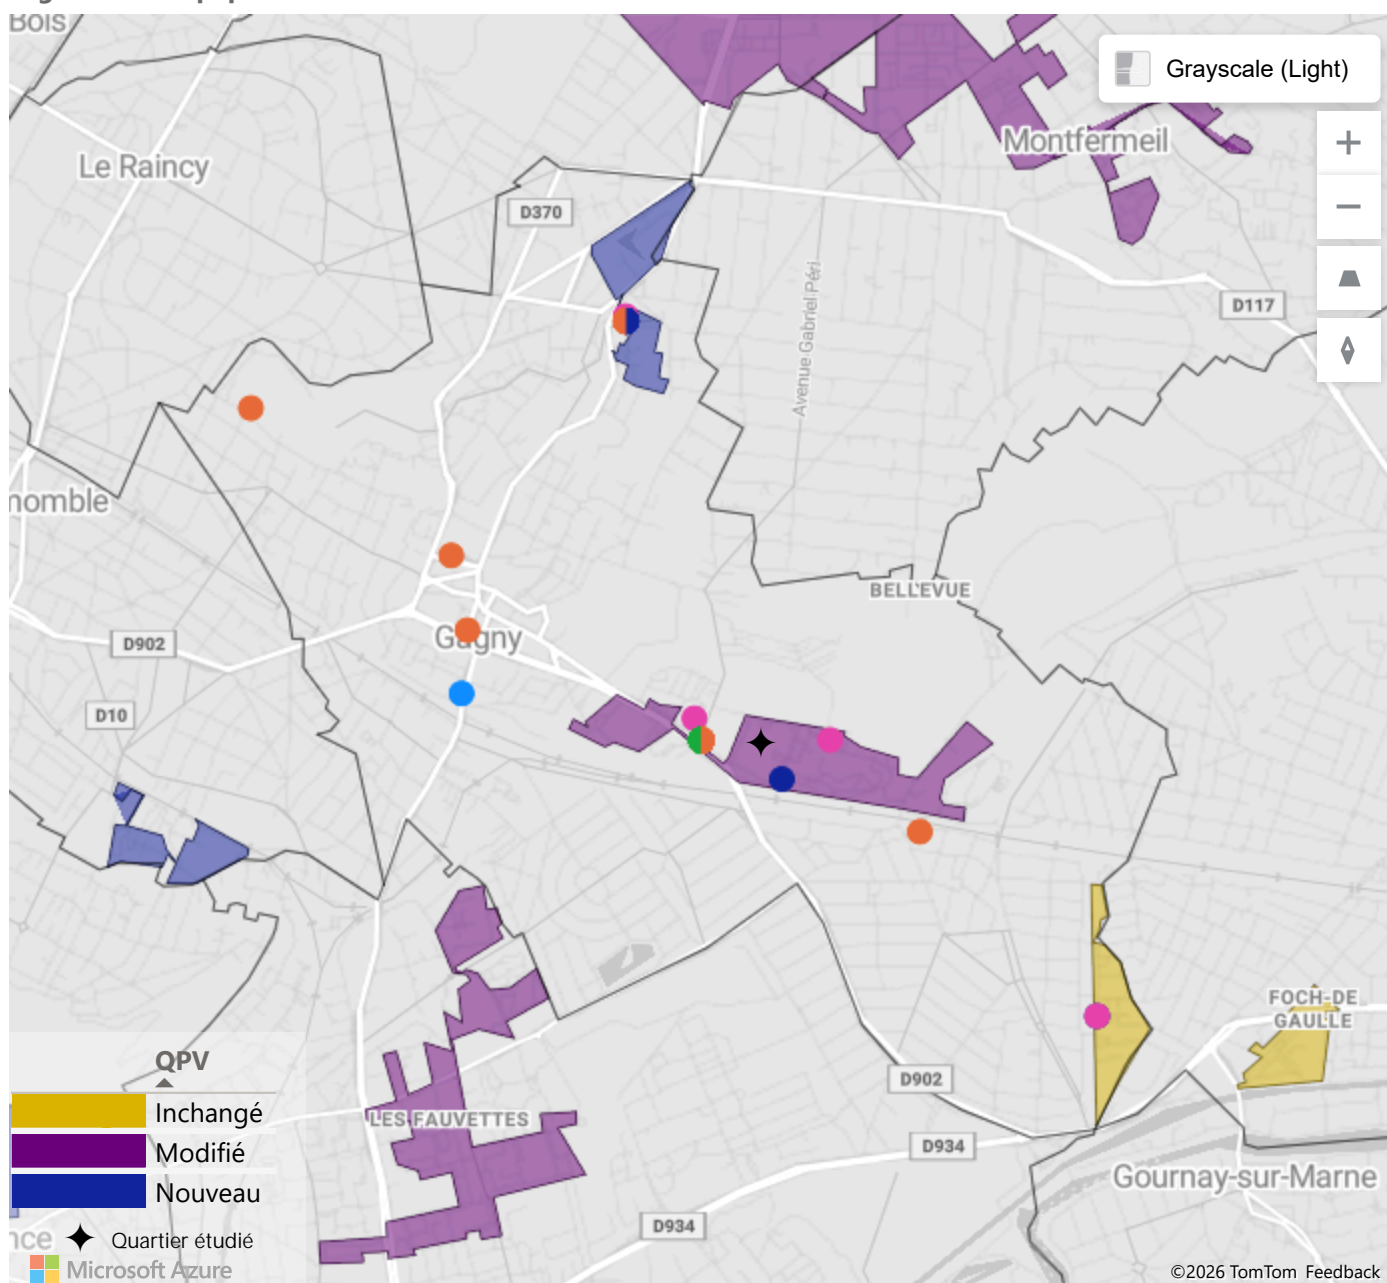 Bois
Grayscale (Light)
Montfermeil
Le Raincy
D370
Avenue Gabriel Péri
D117
nomble
BELLEVUE
D902
Gagny
D10
FOCH-DE
GAULLE
QPV
D902
Inchangé
LES FAUVETTES
Modifié
D934
Gournay-sur-Marne
Nouveau
D934
nce
Quartier étudié
Microsoft Azure
©2026 TomTom Feedback